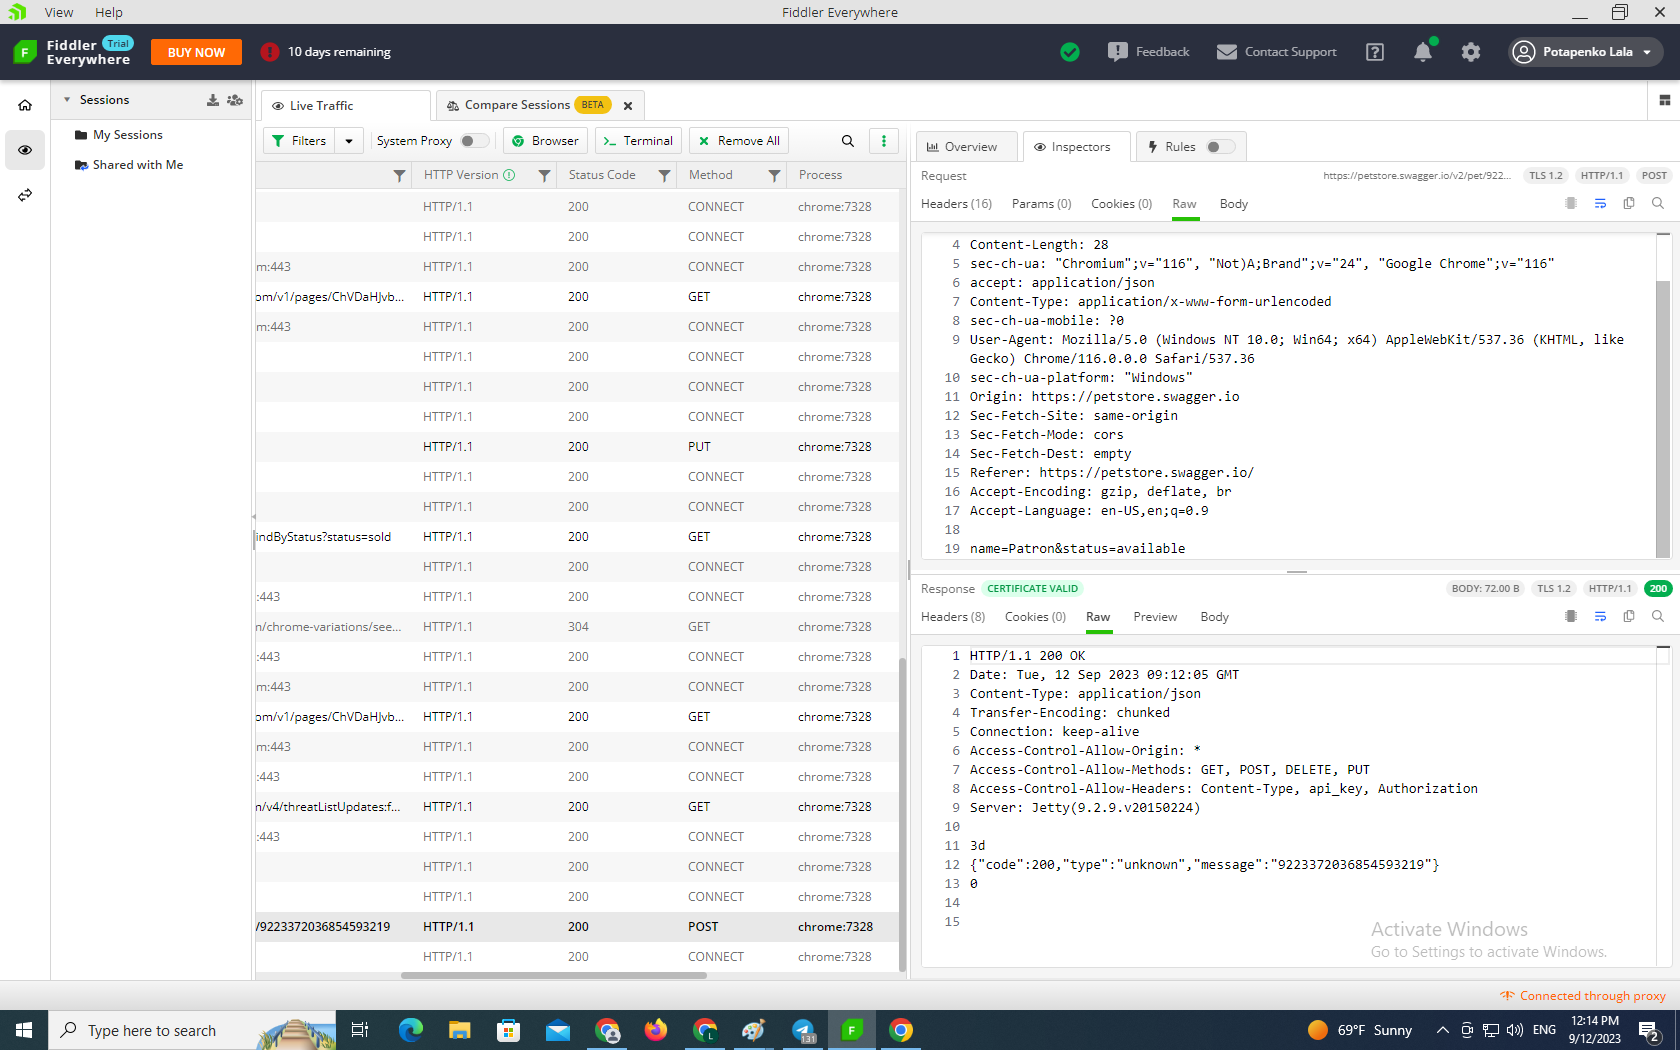 View Help
Fiddler Everywhere
Fiddler Trial
Everywhere
BUY NOW
10 days remaining
Feedback
Contact Support
Potapenko Lala
Sessions
My Sessions
Shared with Me
Live Traffic
Compare Sessions BETA
Filters
System Proxy
Browser
Terminal
Remove All
HTTP Version Status Code Method Process
HTTP/1.1 200 CONNECT chrome:7328
HTTP/1.1 200 CONNECT chrome:7328
m:443 HTTP/1.1 200 CONNECT chrome:7328
om/v1/pages/ChVDaHJvb... HTTP/1.1 200 GET chrome:7328
m:443 HTTP/1.1 200 CONNECT chrome:7328
HTTP/1.1 200 CONNECT chrome:7328
HTTP/1.1 200 CONNECT chrome:7328
HTTP/1.1 200 CONNECT chrome:7328
HTTP/1.1 200 PUT chrome:7328
HTTP/1.1 200 CONNECT chrome:7328
HTTP/1.1 200 CONNECT chrome:7328
indByStatus?status=sold HTTP/1.1 200 GET chrome:7328
HTTP/1.1 200 CONNECT chrome:7328
:443 HTTP/1.1 200 CONNECT chrome:7328
n/chrome-variations/see... HTTP/1.1 304 GET chrome:7328
:443 HTTP/1.1 200 CONNECT chrome:7328
m:443 HTTP/1.1 200 CONNECT chrome:7328
om/v1/pages/ChVDaHJvb... HTTP/1.1 200 GET chrome:7328
m:443 HTTP/1.1 200 CONNECT chrome:7328
:443 HTTP/1.1 200 CONNECT chrome:7328
n/v4/threatListUpdates:f... HTTP/1.1 200 GET chrome:7328
:443 HTTP/1.1 200 CONNECT chrome:7328
HTTP/1.1 200 CONNECT chrome:7328
HTTP/1.1 200 CONNECT chrome:7328
/9223372036854593219 HTTP/1.1 200 POST chrome:7328
HTTP/1.1 200 CONNECT chrome:7328
Overview Inspectors Rules
Request https://petstore.swagger.io/v2/pet/922... TLS 1.2 HTTP/1.1 POST
Headers (16) Params (0) Cookies (0) Raw Body
4 Content-Length: 28
5 sec-ch-ua: "Chromium";v="116", "Not)A;Brand";v="24", "Google Chrome";v="116"
6 accept: application/json
7 Content-Type: application/x-www-form-urlencoded
8 sec-ch-ua-mobile: ?0
9 User-Agent: Mozilla/5.0 (Windows NT 10.0; Win64; x64) AppleWebKit/537.36 (KHTML, like
Gecko) Chrome/116.0.0.0 Safari/537.36
10 sec-ch-ua-platform: "Windows"
11 Origin: https://petstore.swagger.io
12 Sec-Fetch-Site: same-origin
13 Sec-Fetch-Mode: cors
14 Sec-Fetch-Dest: empty
15 Referer: https://petstore.swagger.io/
16 Accept-Encoding: gzip, deflate, br
17 Accept-Language: en-US,en;q=0.9
18
19 name=Patron&status=available
Response CERTIFICATE VALID BODY: 72.00 B TLS 1.2 HTTP/1.1 200
Headers (8) Cookies (0) Raw Preview Body
1 HTTP/1.1 200 OK
2 Date: Tue, 12 Sep 2023 09:12:05 GMT
3 Content-Type: application/json
4 Transfer-Encoding: chunked
5 Connection: keep-alive
6 Access-Control-Allow-Origin: *
7 Access-Control-Allow-Methods: GET, POST, DELETE, PUT
8 Access-Control-Allow-Headers: Content-Type, api_key, Authorization
9 Server: Jetty(9.2.9.v20150224)
10
11 3d
12 {"code":200,"type":"unknown","message":"9223372036854593219"}
13 0
14
15
Activate Windows
Go to Settings to activate Windows.
Connected through proxy
Type here to search
131
69°F Sunny
ENG
12:14 PM
9/12/2023
2